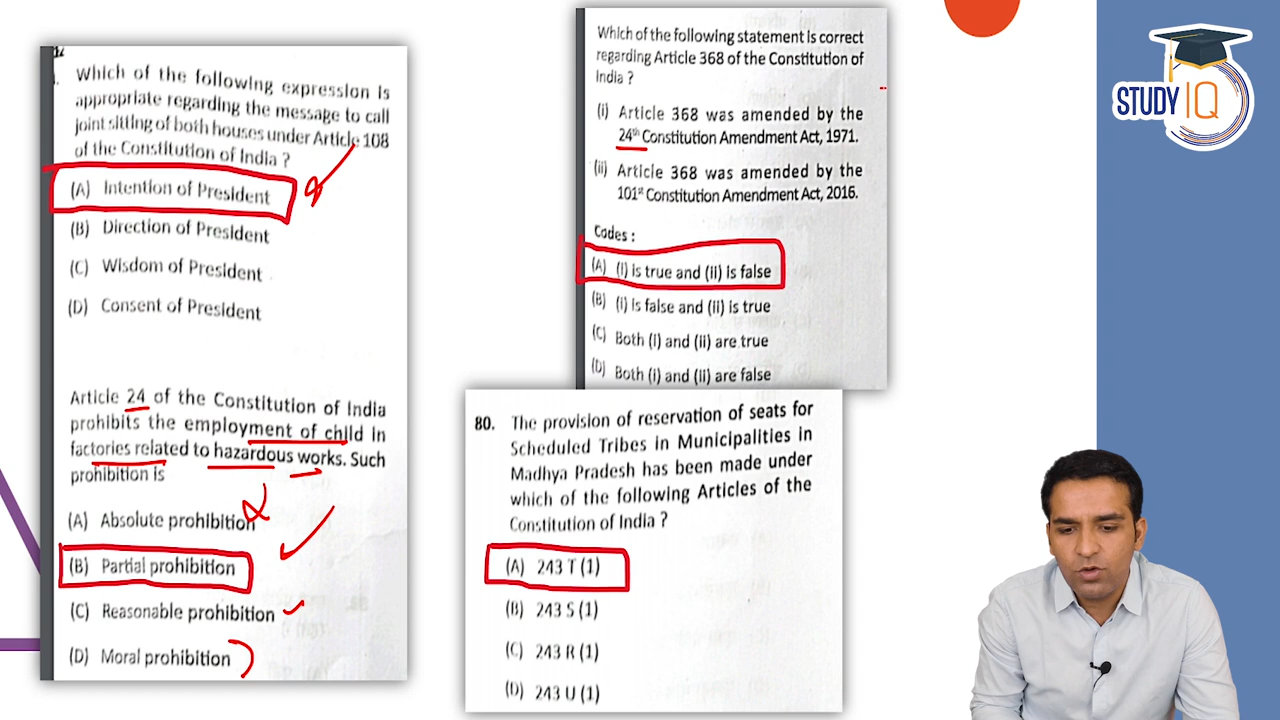 Which of the following expression is
appropriate regarding the message to call
joint sitting of both houses under Article 108
of the Constitution of India ?
(A) Intention of President
(B) Direction of President
(C) Wisdom of President
(D) Consent of President
Article 24 of the Constitution of India
prohibits the employment of child in
factories related to hazardous works. Such
prohibition is
(A) Absolute prohibition
(B) Partial prohibition
(C) Reasonable prohibition
(D) Moral prohibition
Which of the following statement is correct
regarding Article 368 of the Constitution of
India ?
(i) Article 368 was amended by the
24th Constitution Amendment Act, 1971.
(ii) Article 368 was amended by the
101st Constitution Amendment Act, 2016.
Codes :
(A) (i) is true and (ii) is false
(B) (i) is false and (ii) is true
(C) Both (i) and (ii) are true
(D) Both (i) and (ii) are false
80. The provision of reservation of seats for
Scheduled Tribes in Municipalities in
Madhya Pradesh has been made under
which of the following Articles of the
Constitution of India ?
(A) 243 T (1)
(B) 243 S (1)
(C) 243 R (1)
(D) 243 U (1)
STUDY IQ